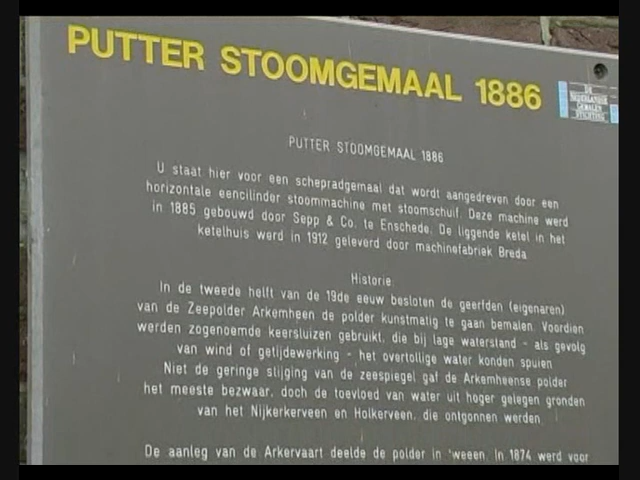 PUTTER STOOMGEMAAL 1886
DE
NEDERLANDSE
GEMALEN
STICHTING
PUTTER STOOMGEMAAL 1886
U staat hier voor een schepradgemaal dat wordt aangedreven door een
horizontale eencilinder stoommachine met stoomschuif. Deze machine werd
in 1885 gebouwd door Sepp & Co. te Enschede. De liggende ketel in het
ketelhuis werd in 1912 geleverd door machinefabriek Breda
Historie
In de tweede helft van de 19de eeuw besloten de geerfden (eigenaren)
van de Zeepolder Arkemheen de polder kunstmatig te gaan bemalen. Voordien
werden zogenoemde keersluizen gebruikt, die bij lage waterstand - als gevolg
van wind of getijdewerking - het overtollige water konden spuien
Niet de geringe stijging van de zeespiegel gaf de Arkemheense polder
het meeste bezwaar, doch de toevloed van water uit hoger gelegen gronden
van het Nijkerkerveen en Holkerveen, die ontgonnen werden.
De aanleg van de Arkervaart deelde de polder in tweeen. In 1874 werd voor